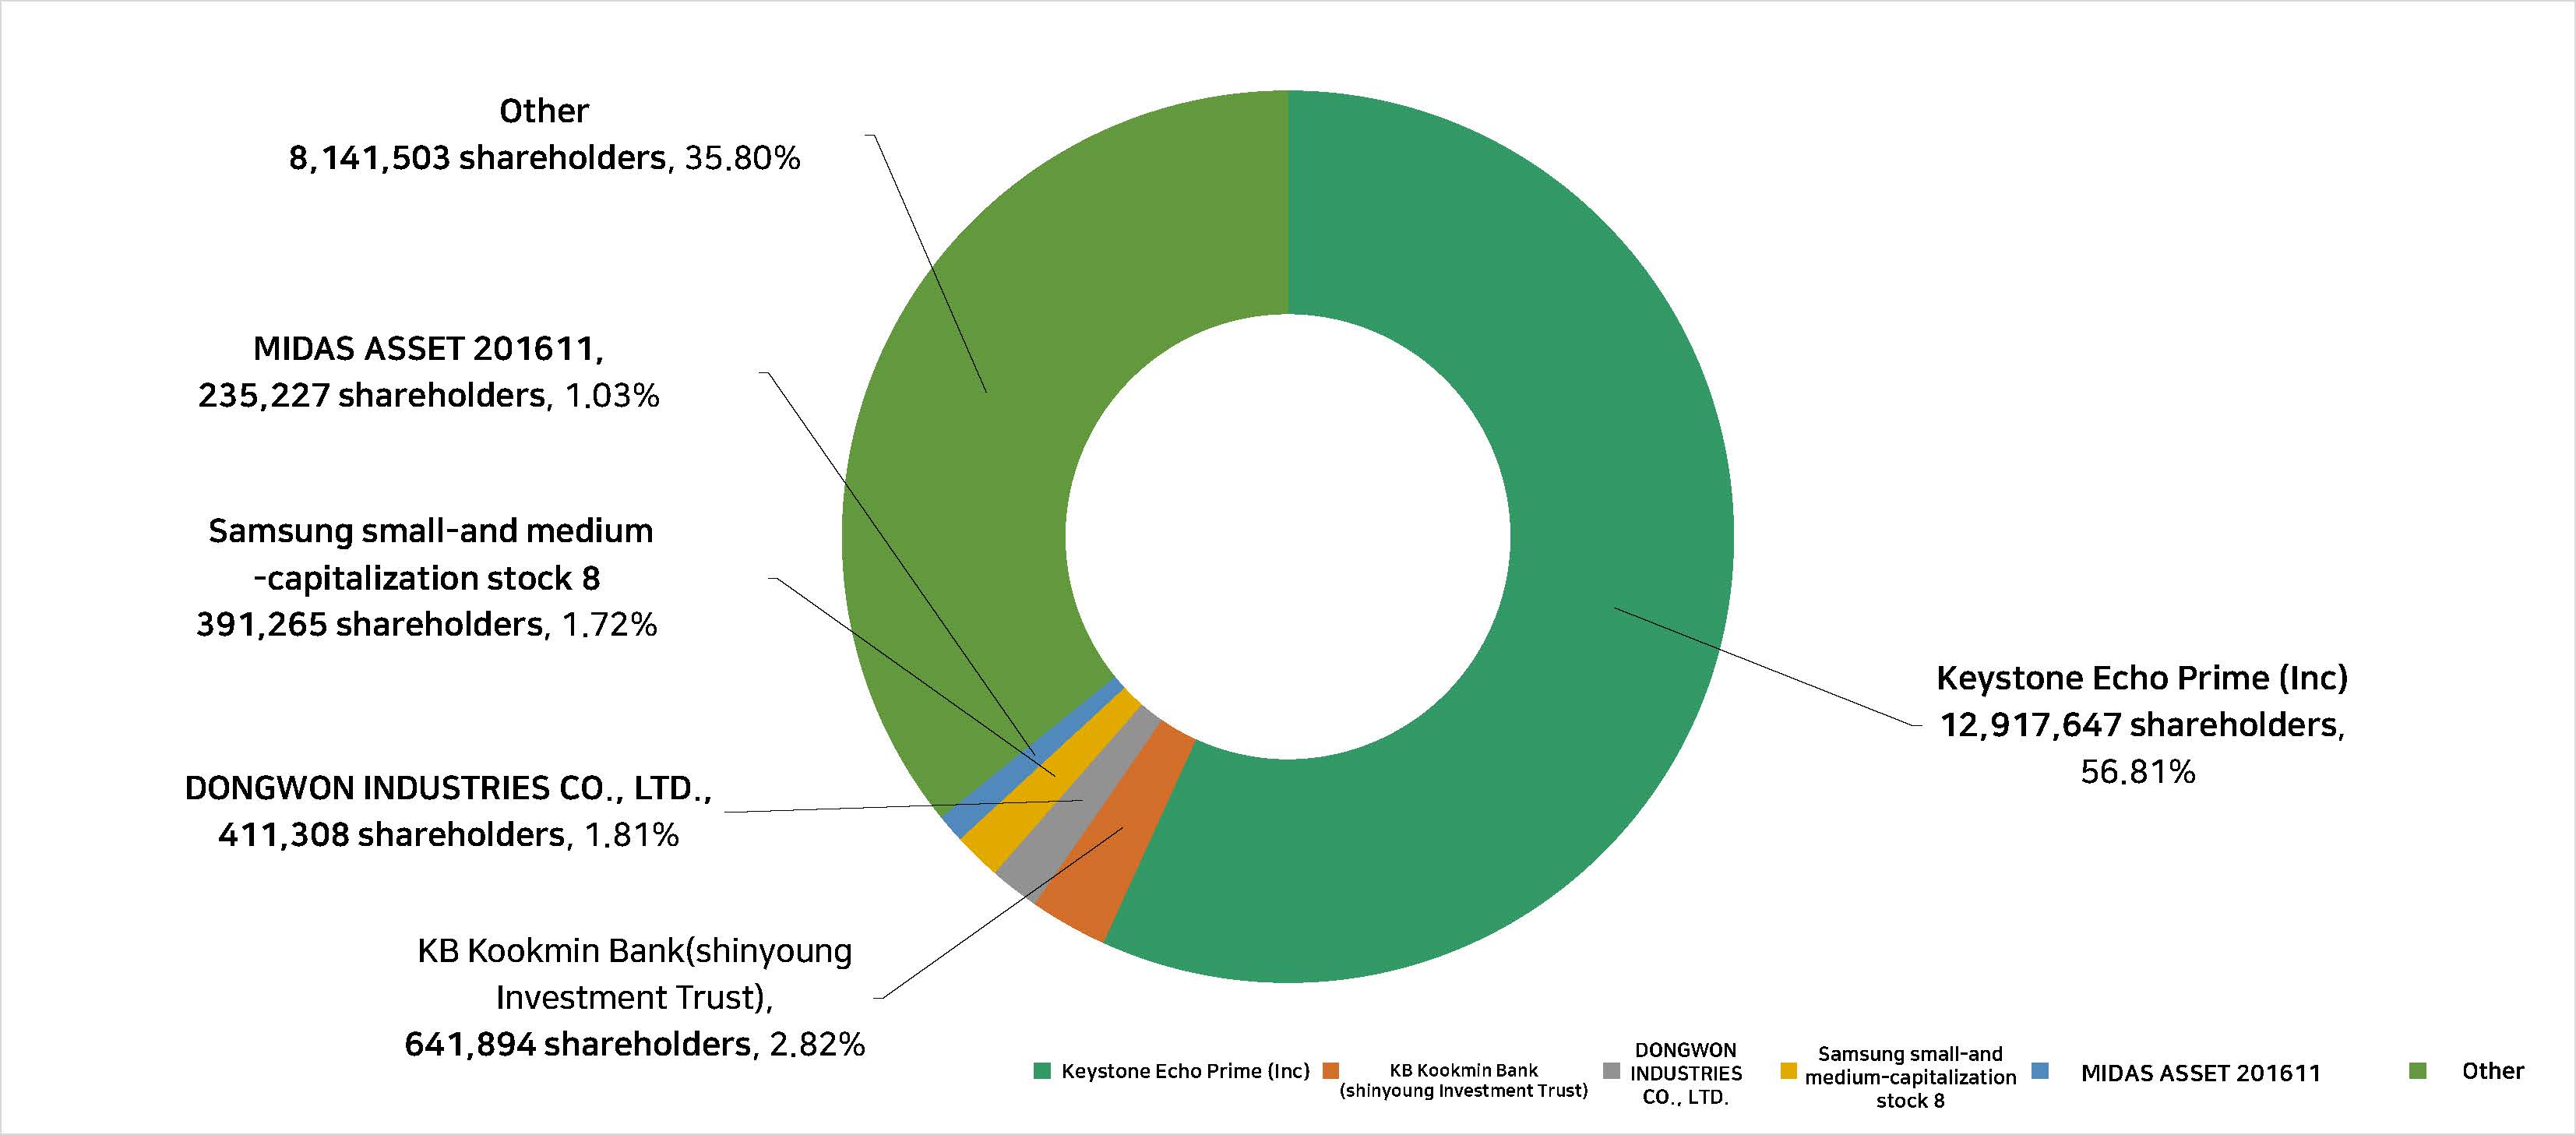 Other
8,141,503 shareholders, 35.80%
MIDAS ASSET 201611,
235,227 shareholders, 1.03%
Samsung small-and medium
-capitalization stock 8
391,265 shareholders, 1.72%
DONGWON INDUSTRIES CO., LTD.,
411,308 shareholders, 1.81%
KB Kookmin Bank(shinyoung
Investment Trust),
641,894 shareholders, 2.82%
Keystone Echo Prime (Inc)
12,917,647 shareholders,
56.81%
Keystone Echo Prime (Inc)
KB Kookmin Bank
(shinyoung Investment Trust)
DONGWON
INDUSTRIES
CO., LTD.
Samsung small-and
medium-capitalization
stock 8
MIDAS ASSET 201611
Other